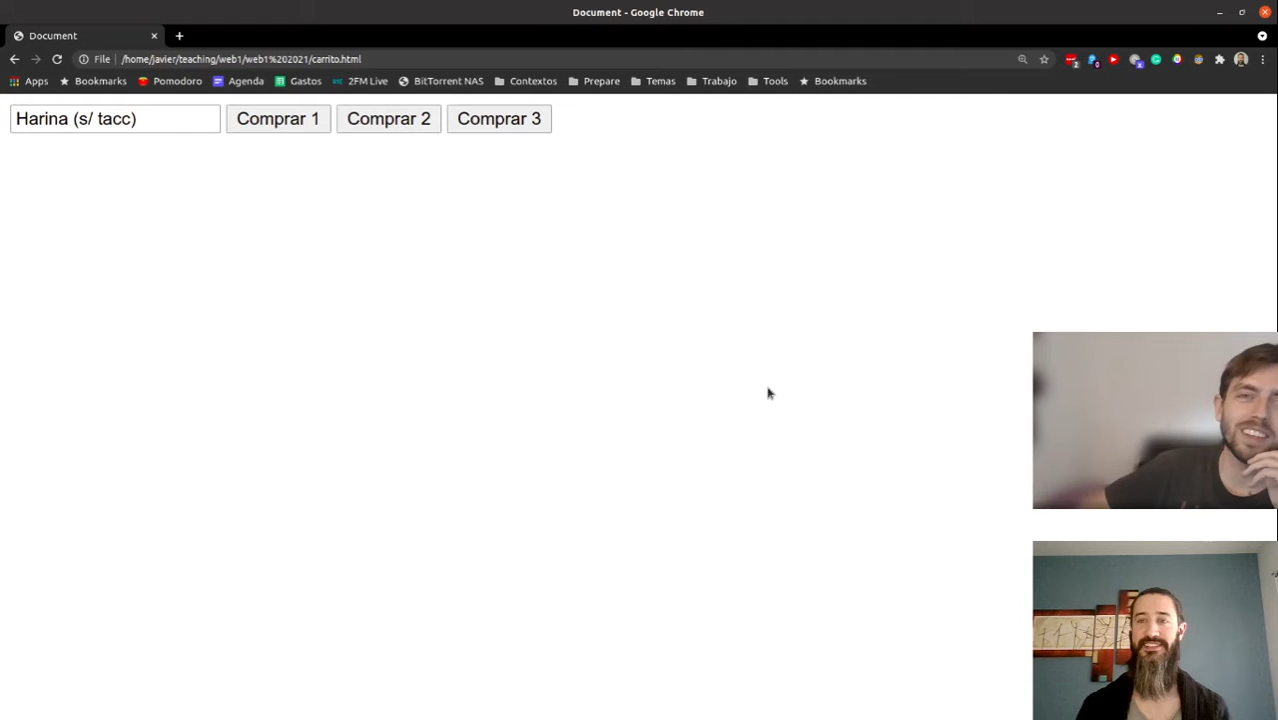 Document - Google Chrome
Document
File /home/javier/teaching/web1/web1%202021/carrito.html
Apps Bookmarks Pomodoro Agenda Gastos 2FM Live BitTorrent NAS Contextos Prepare Temas Trabajo Tools Bookmarks
Harina (s/ tacc) Comprar 1 Comprar 2 Comprar 3